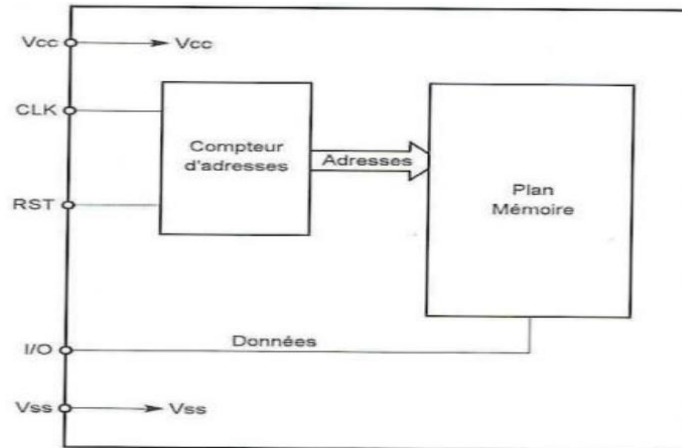 Vcc
Vcc
CLK
Compteur
d'adresses
Adresses
Plan
Mémoire
RST
Données
I/O
Vss
Vss